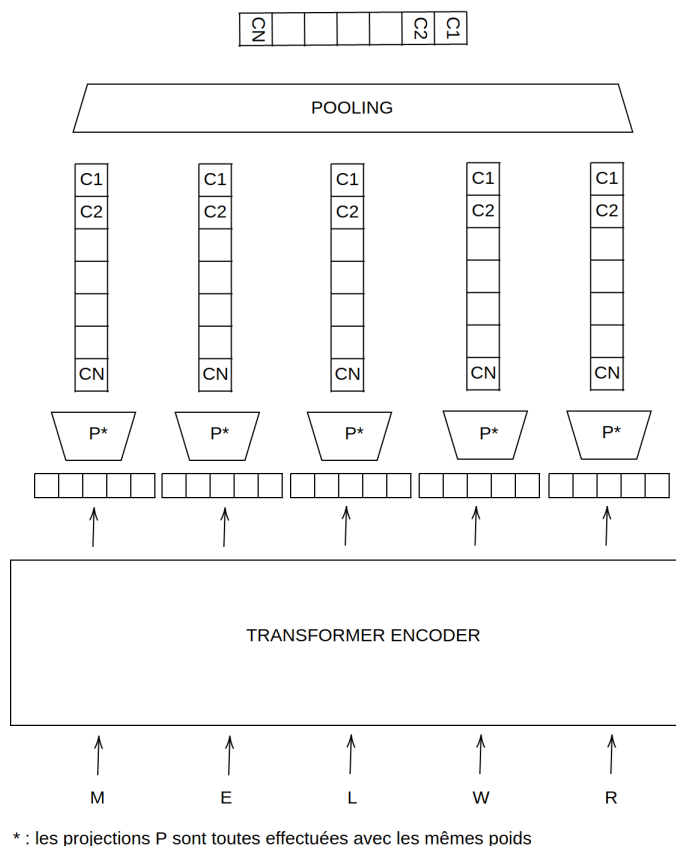 CN C2 C1
POOLING
C1 C1 C1 C1 C1
C2 C2 C2 C2 C2
CN CN CN CN CN
P* P* P* P* P*
TRANSFORMER ENCODER
M E L W R
* : les projections P sont toutes effectuées avec les mêmes poids